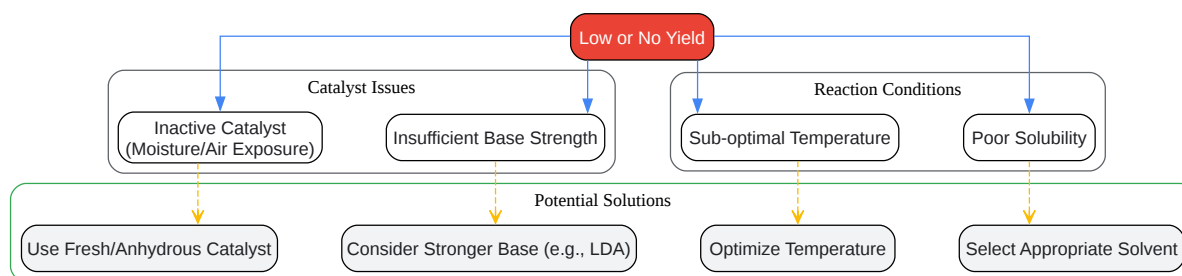 Low or No Yield
Catalyst Issues
Reaction Conditions
Inactive Catalyst
(Moisture/Air Exposure)
Insufficient Base Strength
Sub-optimal Temperature
Poor Solubility
Potential Solutions
Use Fresh/Anhydrous Catalyst
Consider Stronger Base (e.g., LDA)
Optimize Temperature
Select Appropriate Solvent